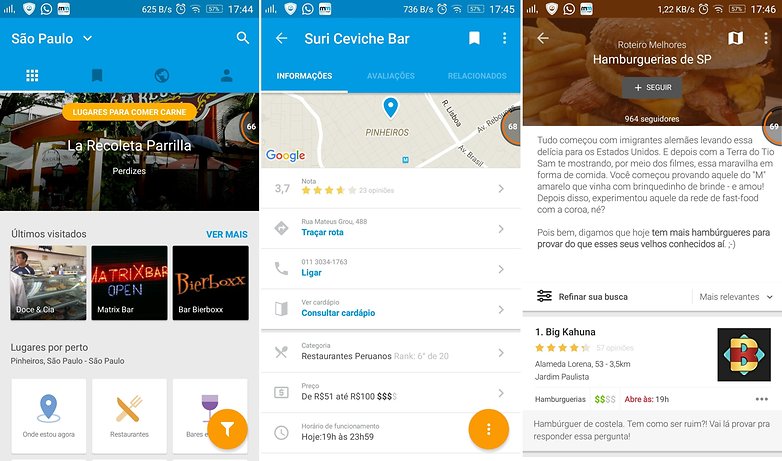 625 B/s 57% 17:44
São Paulo
LUGARES PARA COMER CARNE
La Recoleta Parrilla
Perdizes
66
Últimos visitados
VER MAIS
MATRIXBAR
OPEN
BierBoxx
Doce & Cia
Matrix Bar
Bar Bierboxx
Lugares por perto
Pinheiros, São Paulo - São Paulo
Onde estou agora
Restaurantes
Bares e
736 B/s 57% 17:45
Suri Ceviche Bar
INFORMAÇÕES
AVALIAÇÕES
RELACIONADOS
PINHEIROS
R. Lisboa
Av. Rebouç
Av. Brasil
Google
68
3,7
Nota
23 opiniões
Rua Mateus Grou, 488
Traçar rota
011 3034-1763
Ligar
Ver cardápio
Consultar cardápio
Categoria
Restaurantes Peruanos Rank: 6° de 20
Preço
De R$51 até R$100 $$$$
Horário de funcionamento
Hoje:19h às 23h59
1,22 KB/s 57% 17:46
Roteiro Melhores
Hamburguerias de SP
+ SEGUIR
964 seguidores
69
Tudo começou com imigrantes alemães levando essa
delícia para os Estados Unidos. E depois com a Terra do Tio
Sam te mostrando, por meio dos filmes, essa maravilha em
forma de comida. Você começou provando aquele do "M"
amarelo que vinha com brinquedinho de brinde - e amou!
Depois disso, experimentou aquele da rede de fast-food
com a coroa, né?
Pois bem, digamos que hoje tem mais hambúrgueres para
provar do que esses seus velhos conhecidos aí. ;-)
Refinar sua busca
Mais relevantes
1. Big Kahuna
57 opiniões
Alameda Lorena, 53 - 3,5km
Jardim Paulista
B
Hamburguerias $$$$ Abre às: 19h
Hambúrguer de costela. Tem como ser ruim?! Vai lá provar pra
responder essa pergunta!